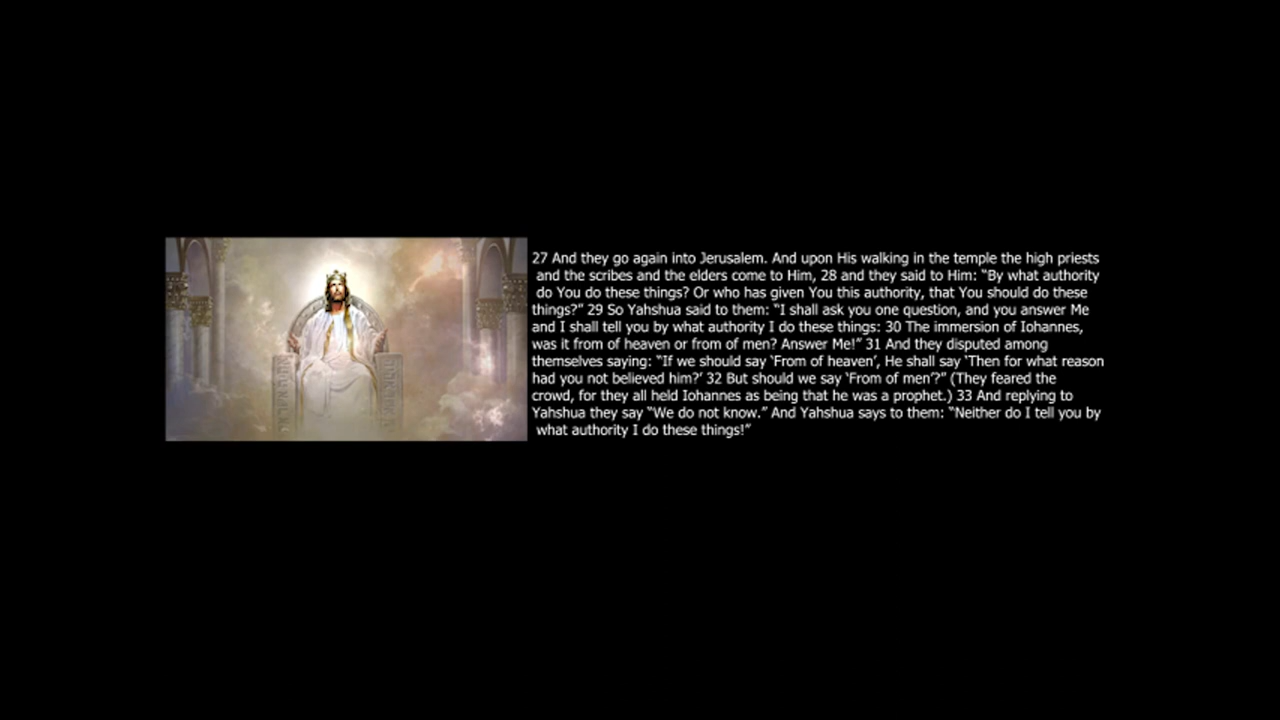 27 And they go again into Jerusalem. And upon His walking in the temple the high priests
and the scribes and the elders come to Him, 28 and they said to Him: “By what authority
do You do these things? Or who has given You this authority, that You should do these
things?” 29 So Yahshua said to them: “I shall ask you one question, and you answer Me
and I shall tell you by what authority I do these things: 30 The immersion of Iohannes,
was it from of heaven or from of men? Answer Me!” 31 And they disputed among
themselves saying: “If we should say ‘From of heaven’, He shall say ‘Then for what reason
had you not believed him?’ 32 But should we say ‘From of men’?” (They feared the
crowd, for they all held Iohannes as being that he was a prophet.) 33 And replying to
Yahshua they say “We do not know.” And Yahshua says to them: “Neither do I tell you by
what authority I do these things!”